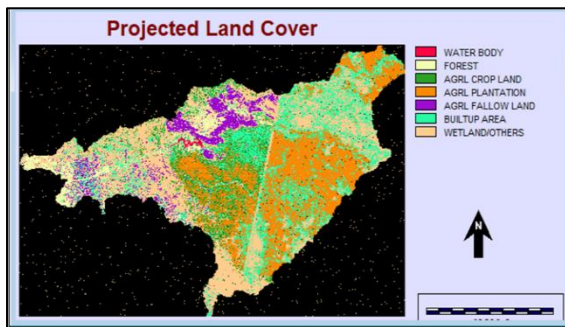 Projected Land Cover
WATER BODY
FOREST
AGRL CROP LAND
AGRL PLANTATION
AGRL FALLOW LAND
BUILTUP AREA
WETLAND/OTHERS
N